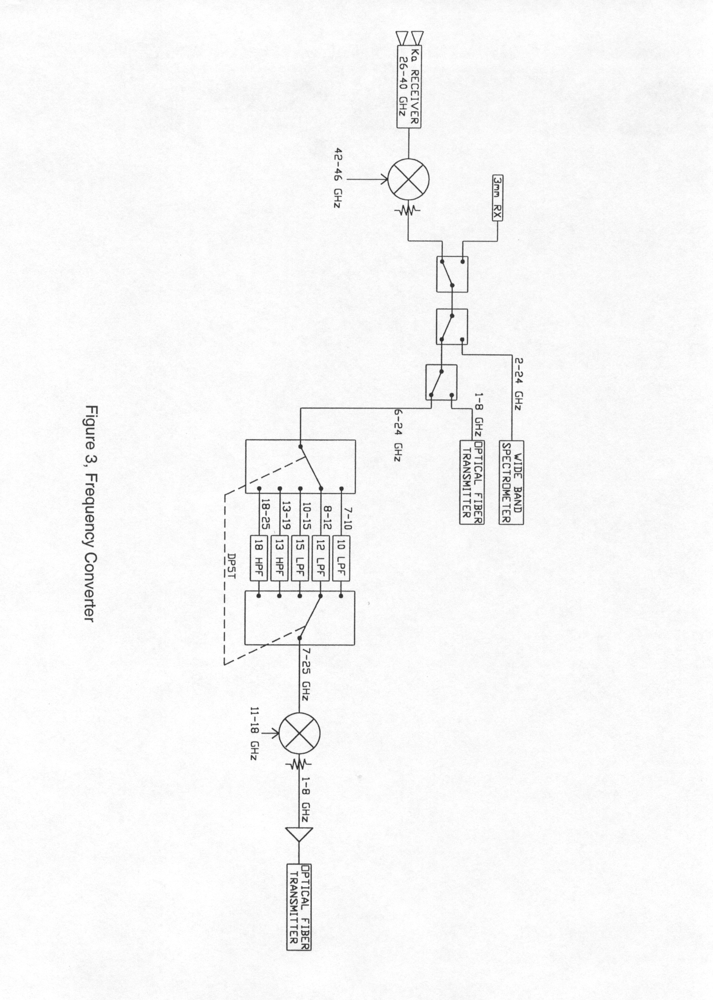 3mm RX
Ka RECEIVER
26-40 GHz
42-46 GHz
2-24 GHz
WIDE BAND
SPECTROMETER
1-8 GHz
OPTICAL FIBER
TRANSMITTER
6-24 GHz
7-10
10 LPF
8-12
12 LPF
10-15
15 LPF
13-19
13 HPF
18-25
18 HPF
DP5T
7-25 GHz
11-18 GHz
1-8 GHz
OPTICAL FIBER
TRANSMITTER
Figure 3, Frequency Converter